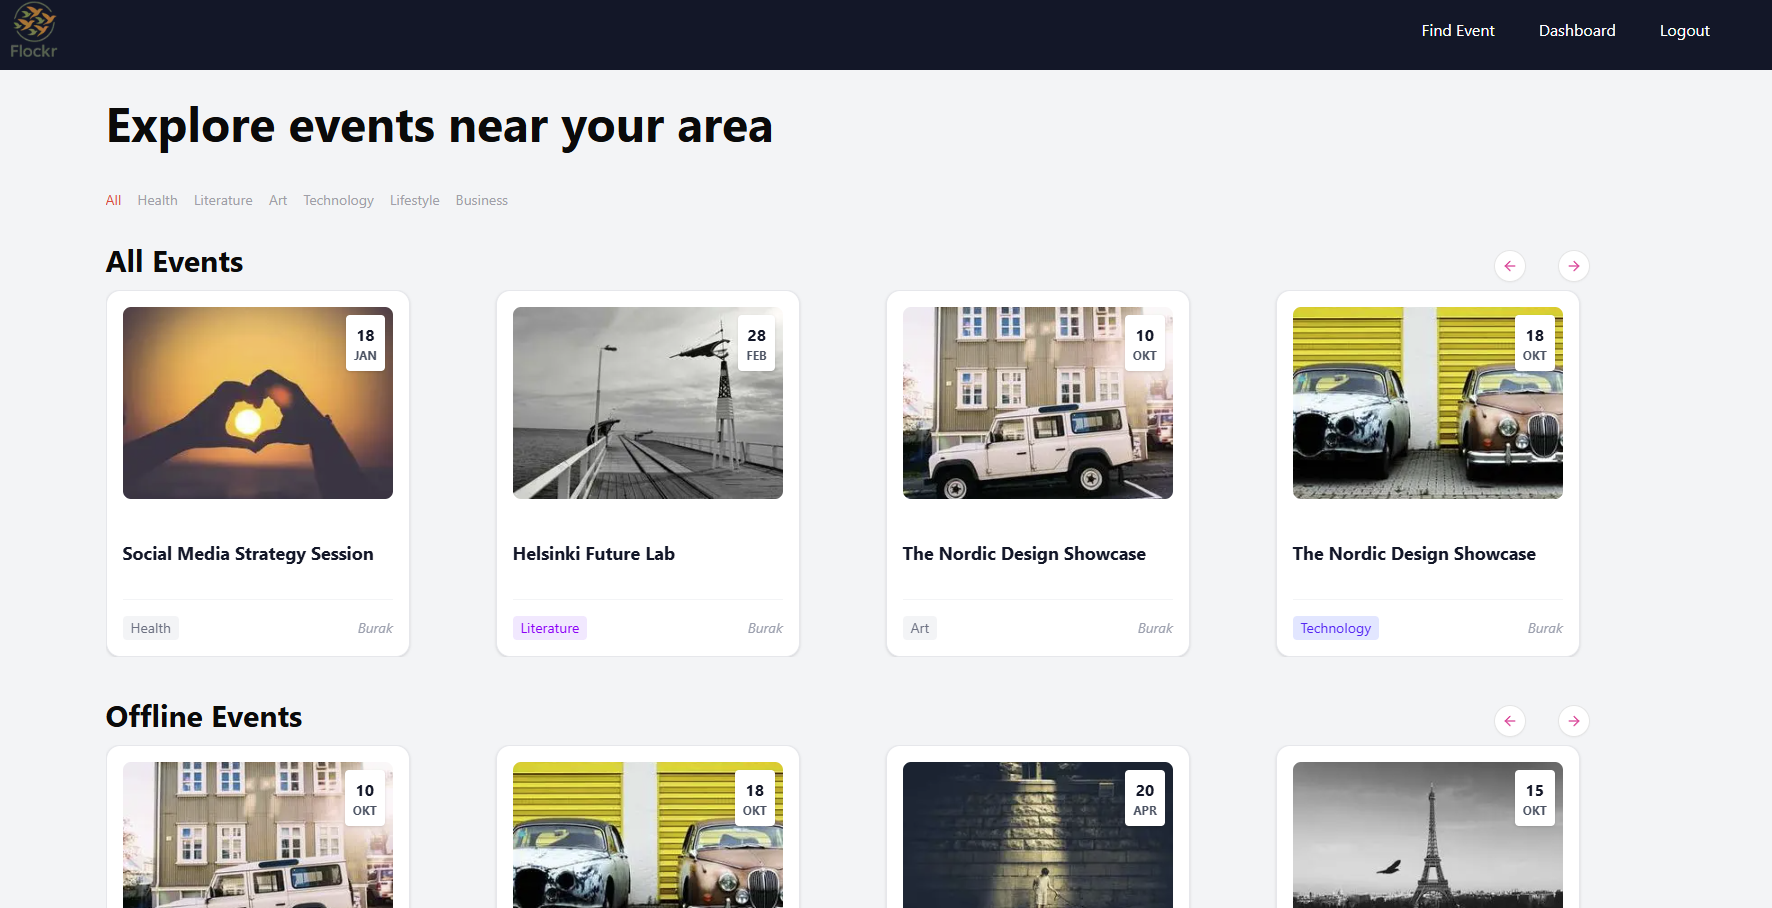 Flockr
Find Event Dashboard Logout
Explore events near your area
All Health Literature Art Technology Lifestyle Business
All Events
18
JAN
Social Media Strategy Session
Health Burak
28
FEB
Helsinki Future Lab
Literature Burak
10
OKT
The Nordic Design Showcase
Art Burak
18
OKT
The Nordic Design Showcase
Technology Burak
Offline Events
10
OKT
18
OKT
20
APR
15
OKT